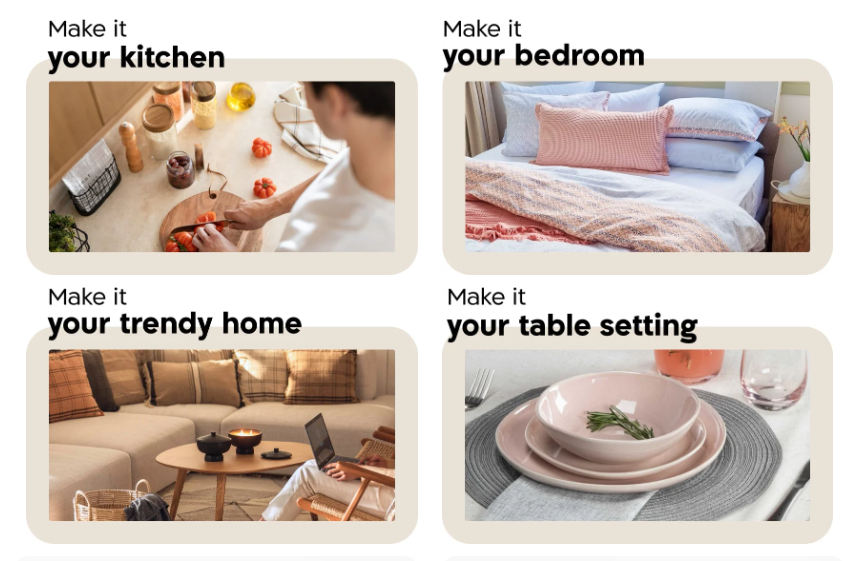 Make it
your kitchen
Make it
your bedroom
Make it
your trendy home
Make it
your table setting